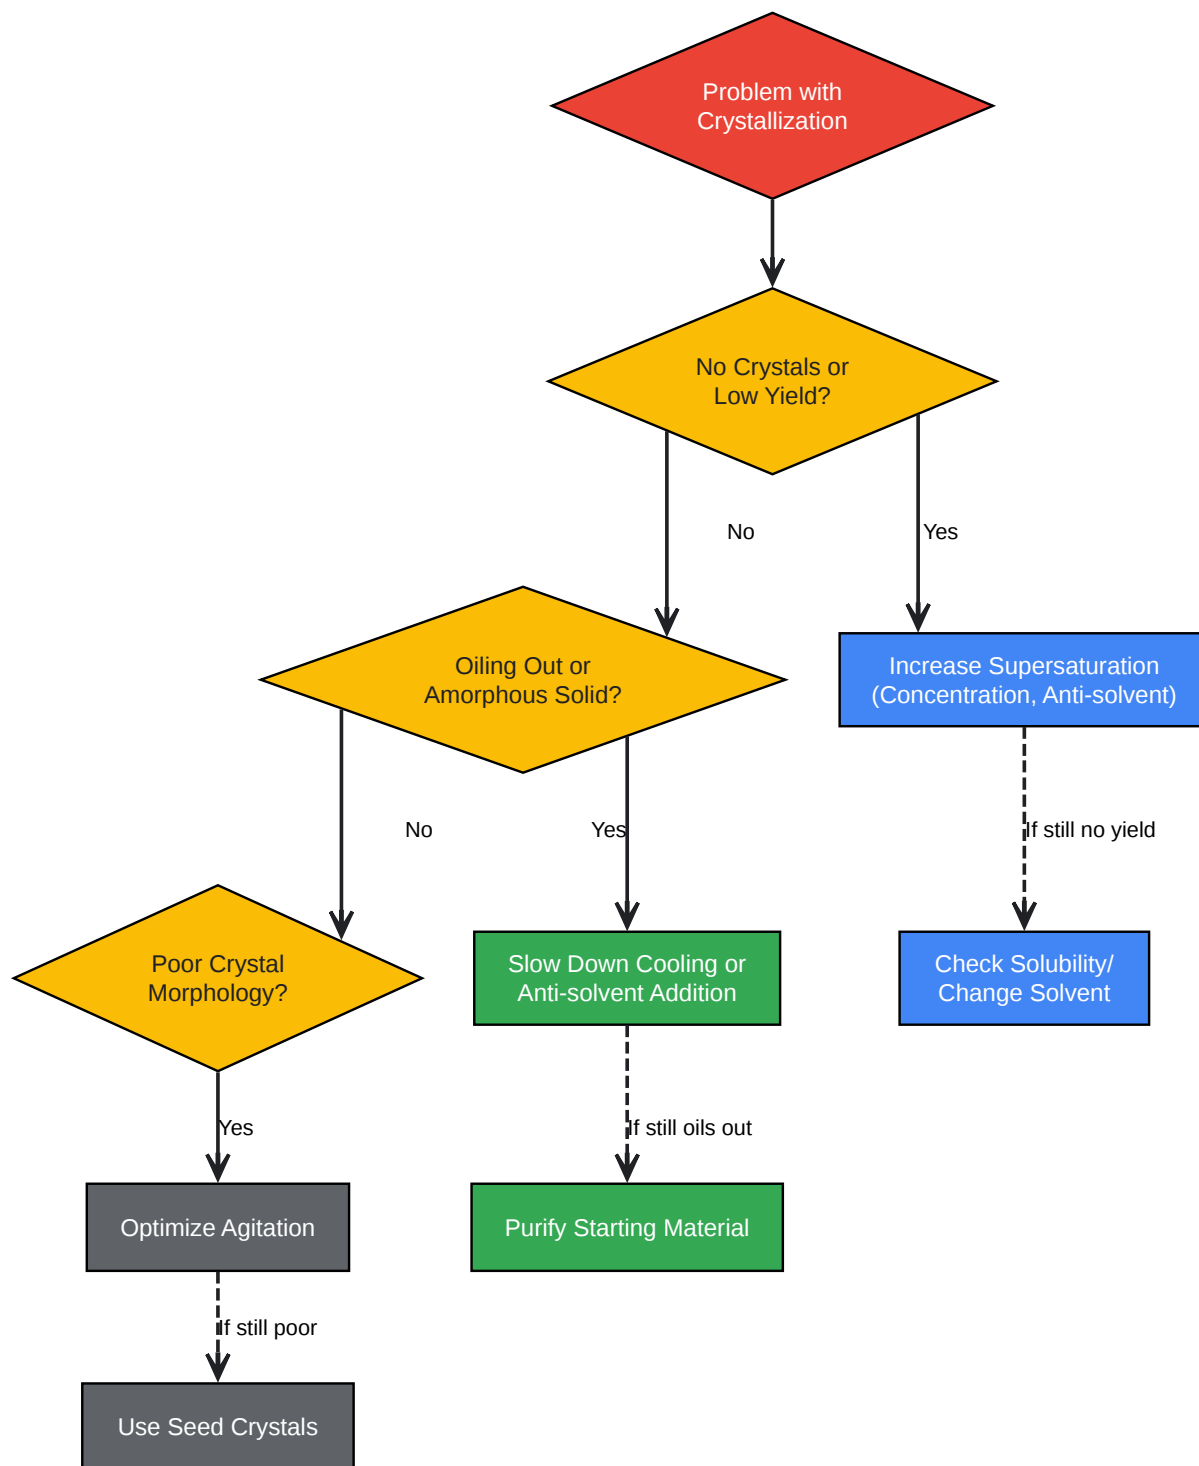 Problem with
Crystallization
No Crystals or
Low Yield?
No
Yes
Oiling Out or
Amorphous Solid?
Increase Supersaturation
(Concentration, Anti-solvent)
No
Yes
If still no yield
Poor Crystal
Morphology?
Slow Down Cooling or
Anti-solvent Addition
Check Solubility/
Change Solvent
Yes
If still oils out
Optimize Agitation
Purify Starting Material
If still poor
Use Seed Crystals